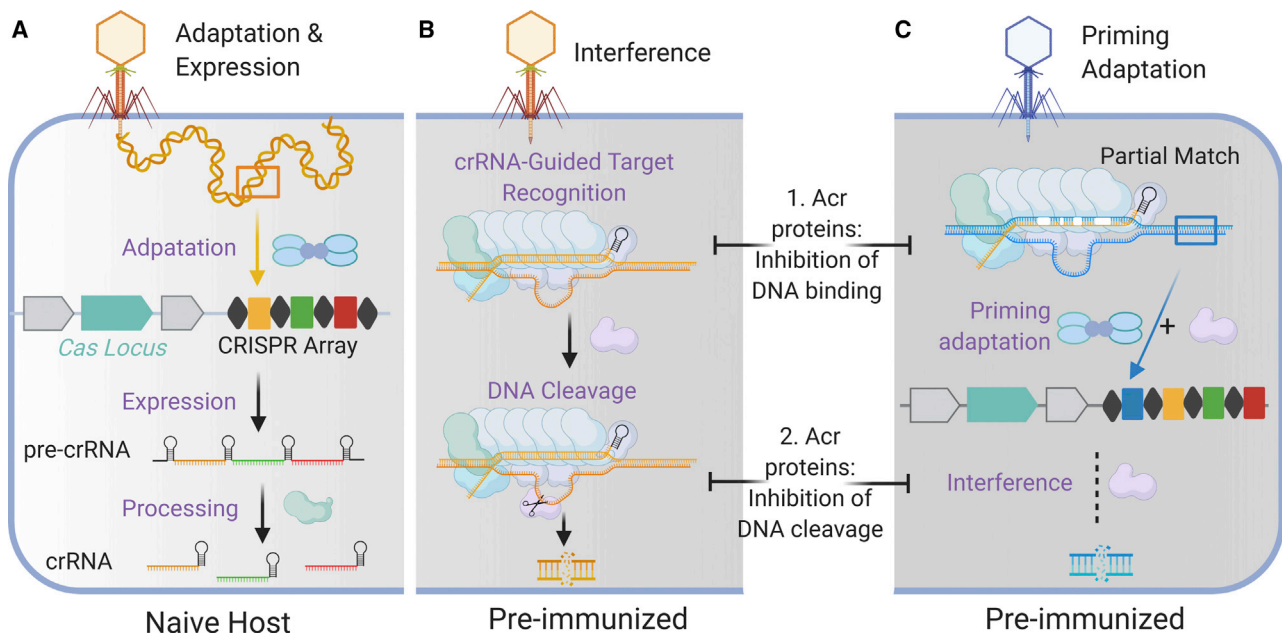 A
Adaptation &
Expression
Adpatation
Cas Locus
CRISPR Array
Expression
pre-crRNA
Processing
crRNA
Naive Host
B
Interference
crRNA-Guided Target
Recognition
DNA Cleavage
Pre-immunized
1. Acr
proteins:
Inhibition of
DNA binding
2. Acr
proteins:
Inhibition of
DNA cleavage
C
Priming
Adaptation
Partial Match
Priming
adaptation
+
Interference
Pre-immunized